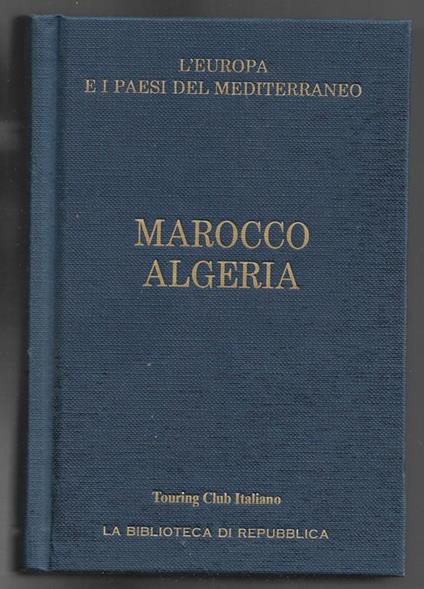 L'EUROPA
E I PAESI DEL MEDITERRANEO
MAROCCO
ALGERIA
Touring Club Italiano
LA BIBLIOTECA DI REPUBBLICA